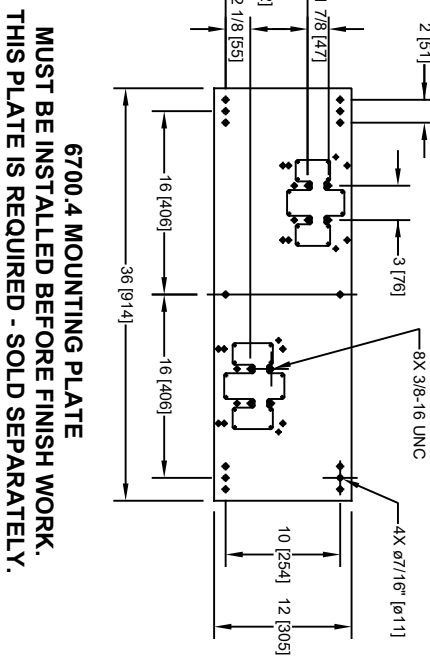 2 [51]
1 7/8 [47]
2 1/8 [55]
3 [76]
8X 3/8-16 UNC
4X ø7/16" [ø11]
16 [406]
16 [406]
36 [914]
10 [254]
12 [305]
6700.4 MOUNTING PLATE
MUST BE INSTALLED BEFORE FINISH WORK.
THIS PLATE IS REQUIRED - SOLD SEPARATELY.